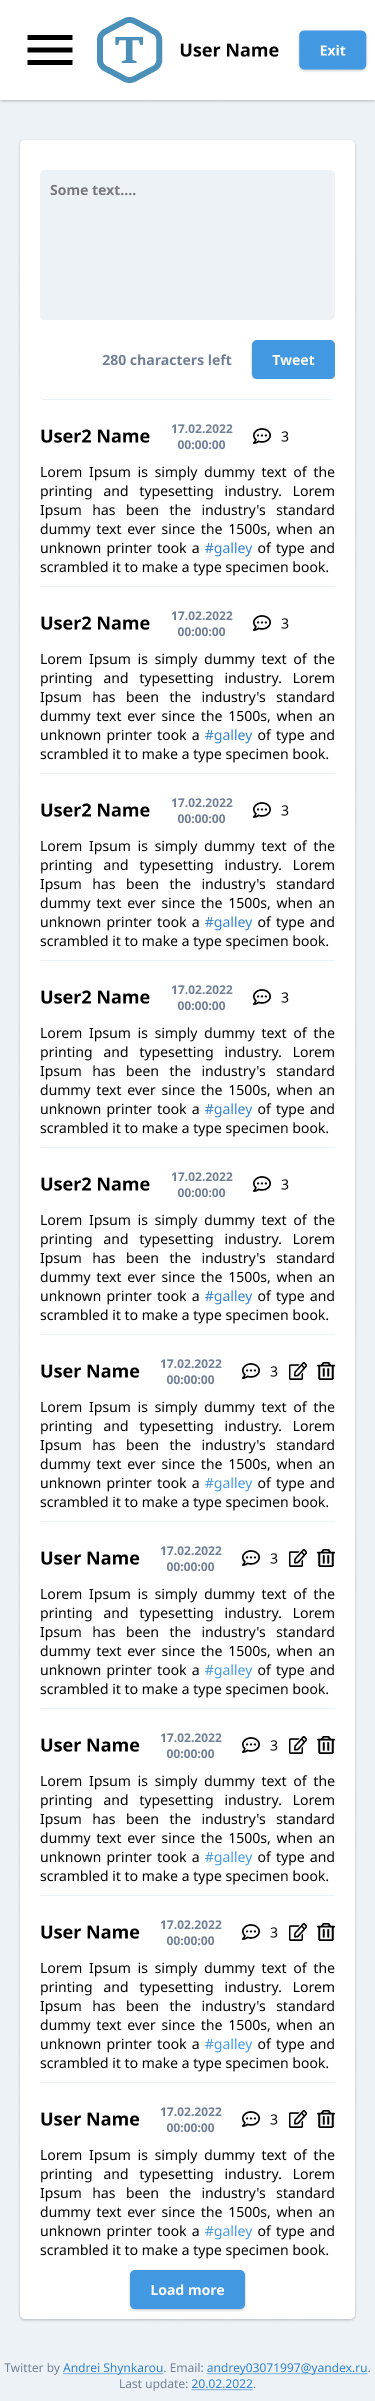 T
User Name
Exit
Some text....
280 characters left
Tweet
User2 Name
17.02.2022
00:00:00
3
Lorem Ipsum is simply dummy text of the
printing and typesetting industry. Lorem
Ipsum has been the industry's standard
dummy text ever since the 1500s, when an
unknown printer took a #galley of type and
scrambled it to make a type specimen book.
User2 Name
17.02.2022
00:00:00
3
Lorem Ipsum is simply dummy text of the
printing and typesetting industry. Lorem
Ipsum has been the industry's standard
dummy text ever since the 1500s, when an
unknown printer took a #galley of type and
scrambled it to make a type specimen book.
User2 Name
17.02.2022
00:00:00
3
Lorem Ipsum is simply dummy text of the
printing and typesetting industry. Lorem
Ipsum has been the industry's standard
dummy text ever since the 1500s, when an
unknown printer took a #galley of type and
scrambled it to make a type specimen book.
User2 Name
17.02.2022
00:00:00
3
Lorem Ipsum is simply dummy text of the
printing and typesetting industry. Lorem
Ipsum has been the industry's standard
dummy text ever since the 1500s, when an
unknown printer took a #galley of type and
scrambled it to make a type specimen book.
User2 Name
17.02.2022
00:00:00
3
Lorem Ipsum is simply dummy text of the
printing and typesetting industry. Lorem
Ipsum has been the industry's standard
dummy text ever since the 1500s, when an
unknown printer took a #galley of type and
scrambled it to make a type specimen book.
User Name
17.02.2022
00:00:00
3
Lorem Ipsum is simply dummy text of the
printing and typesetting industry. Lorem
Ipsum has been the industry's standard
dummy text ever since the 1500s, when an
unknown printer took a #galley of type and
scrambled it to make a type specimen book.
User Name
17.02.2022
00:00:00
3
Lorem Ipsum is simply dummy text of the
printing and typesetting industry. Lorem
Ipsum has been the industry's standard
dummy text ever since the 1500s, when an
unknown printer took a #galley of type and
scrambled it to make a type specimen book.
User Name
17.02.2022
00:00:00
3
Lorem Ipsum is simply dummy text of the
printing and typesetting industry. Lorem
Ipsum has been the industry's standard
dummy text ever since the 1500s, when an
unknown printer took a #galley of type and
scrambled it to make a type specimen book.
User Name
17.02.2022
00:00:00
3
Lorem Ipsum is simply dummy text of the
printing and typesetting industry. Lorem
Ipsum has been the industry's standard
dummy text ever since the 1500s, when an
unknown printer took a #galley of type and
scrambled it to make a type specimen book.
User Name
17.02.2022
00:00:00
3
Lorem Ipsum is simply dummy text of the
printing and typesetting industry. Lorem
Ipsum has been the industry's standard
dummy text ever since the 1500s, when an
unknown printer took a #galley of type and
scrambled it to make a type specimen book.
Load more
Twitter by Andrei Shynkarou. Email: andrey03071997@yandex.ru.
Last update: 20.02.2022.